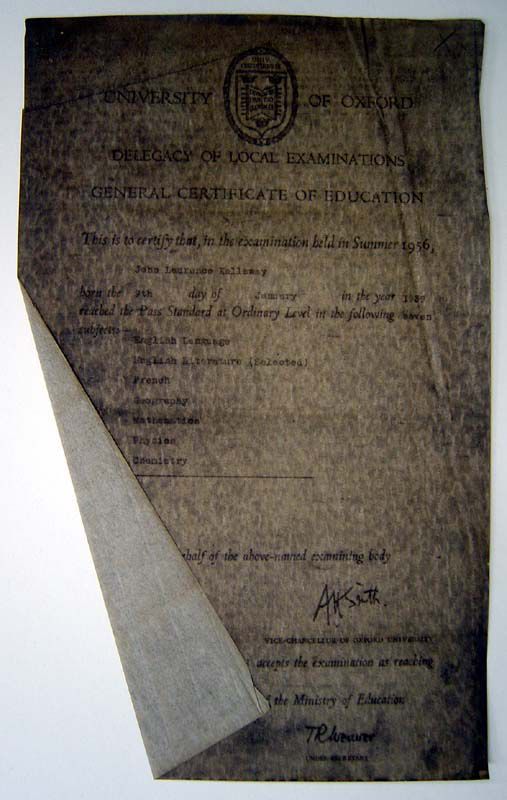 UNIVERSITY OF OXFORD
DELEGACY OF LOCAL EXAMINATIONS
GENERAL CERTIFICATE OF EDUCATION
This is to certify that, in the examination held in Summer 1956,
John Laurence Kellaway
born the 9th day of January in the year 1939
reached the Pass Standard at Ordinary Level in the following seven
subjects:—
English Language
English Literature (Selected)
French
Geography
Mathematics
Physics
Chemistry
half of the above-named examining body
A H Smith.
VICE-CHANCELLOR OF OXFORD UNIVERSITY
accepts the examination as reaching
the Ministry of Education
T R Weaver
UNDER-SECRETARY